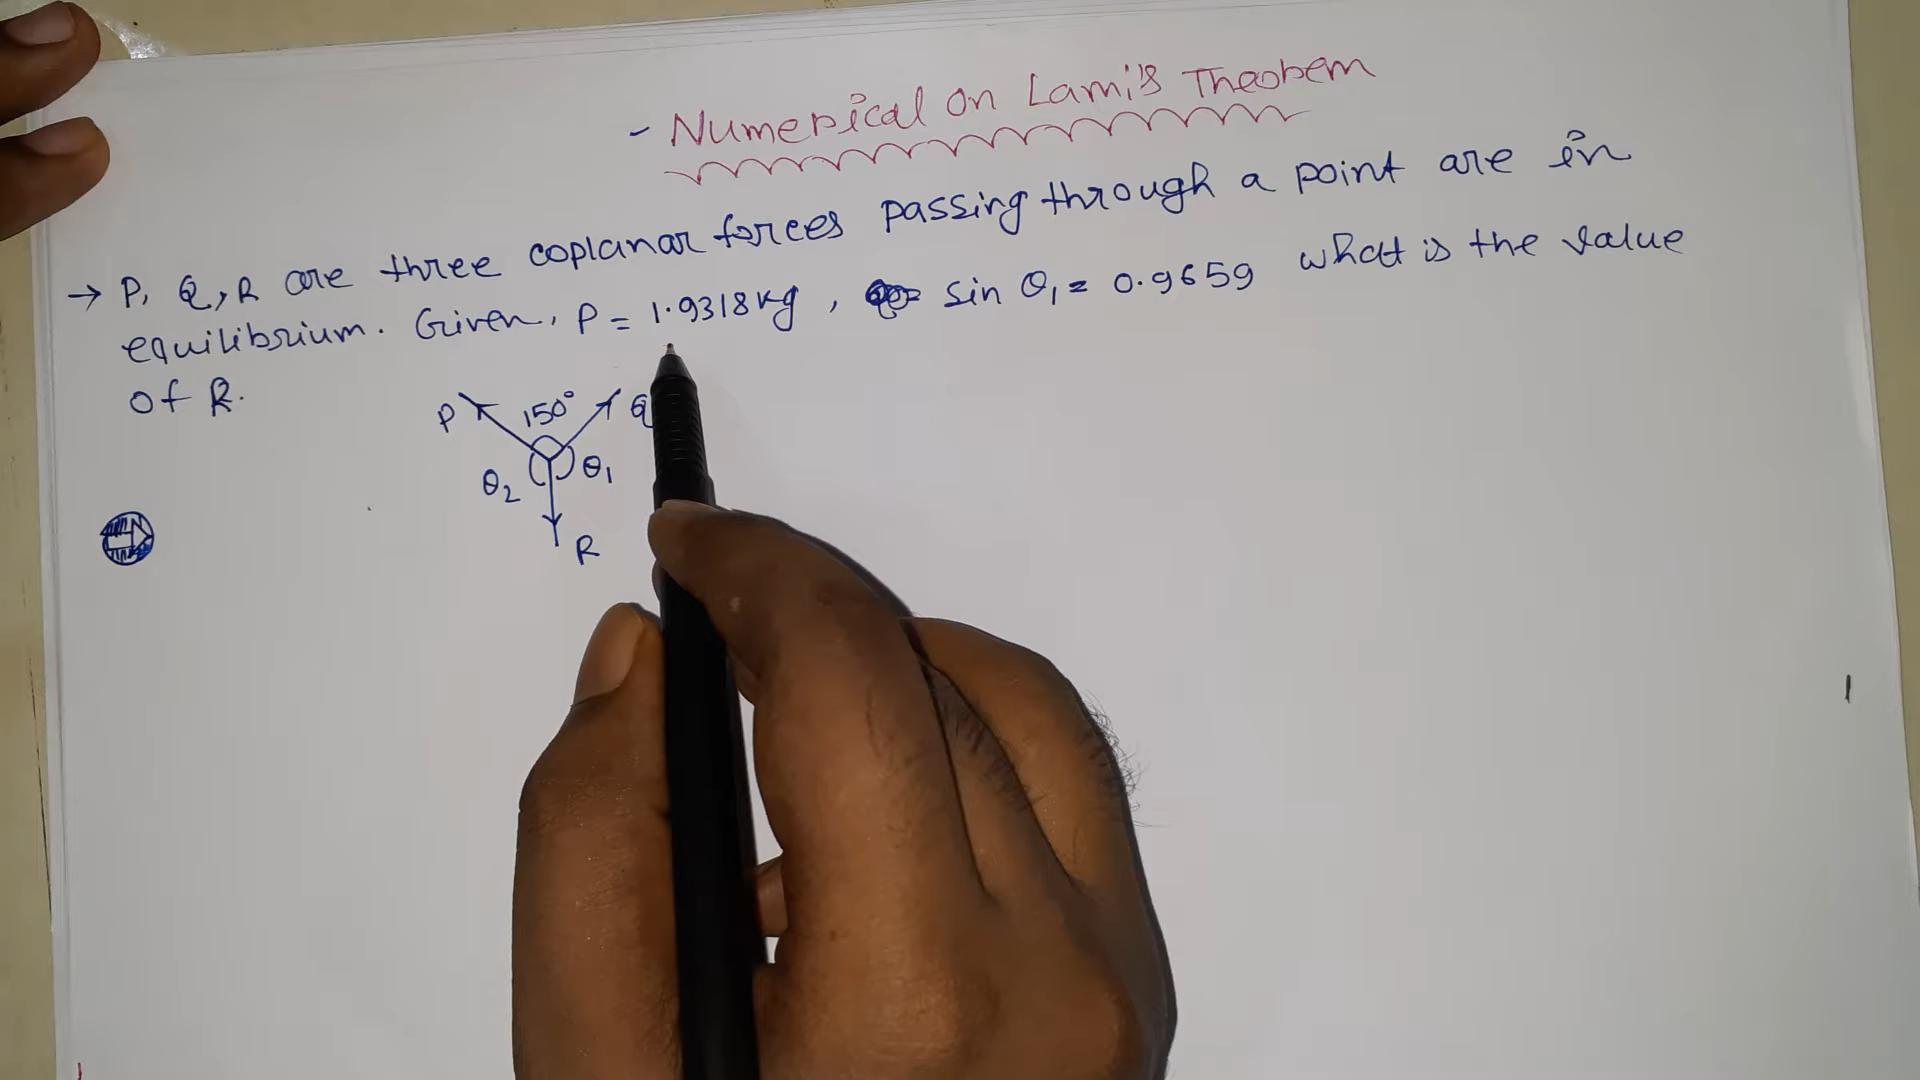 - Numerical On Lami's Theorem
→ P, Q, R are three coplanar forces passing through a point are in
equilibrium. Given, P = 1.9318 kg, sin θ₁ = 0.9659 what is the value
of R.
P 150° Q
θ₂ θ₁
R